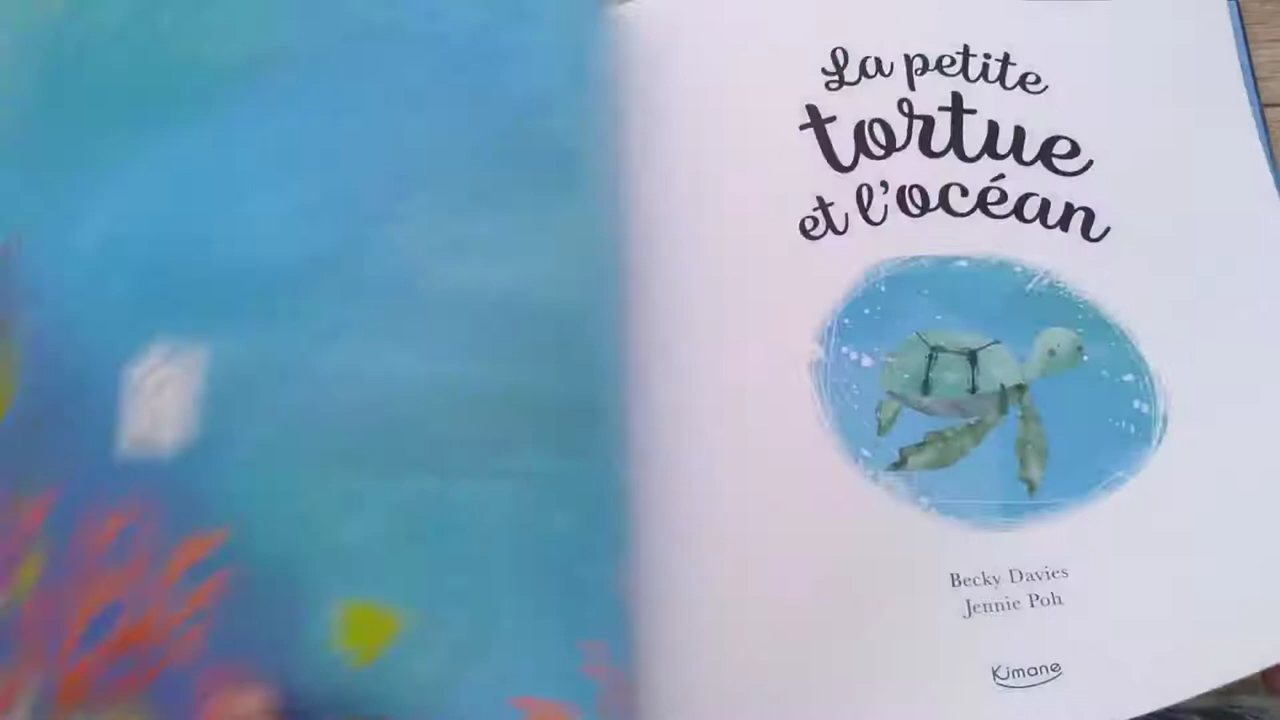 La petite
tortue
et l'océan
Becky Davies
Jennie Poh
Kimane